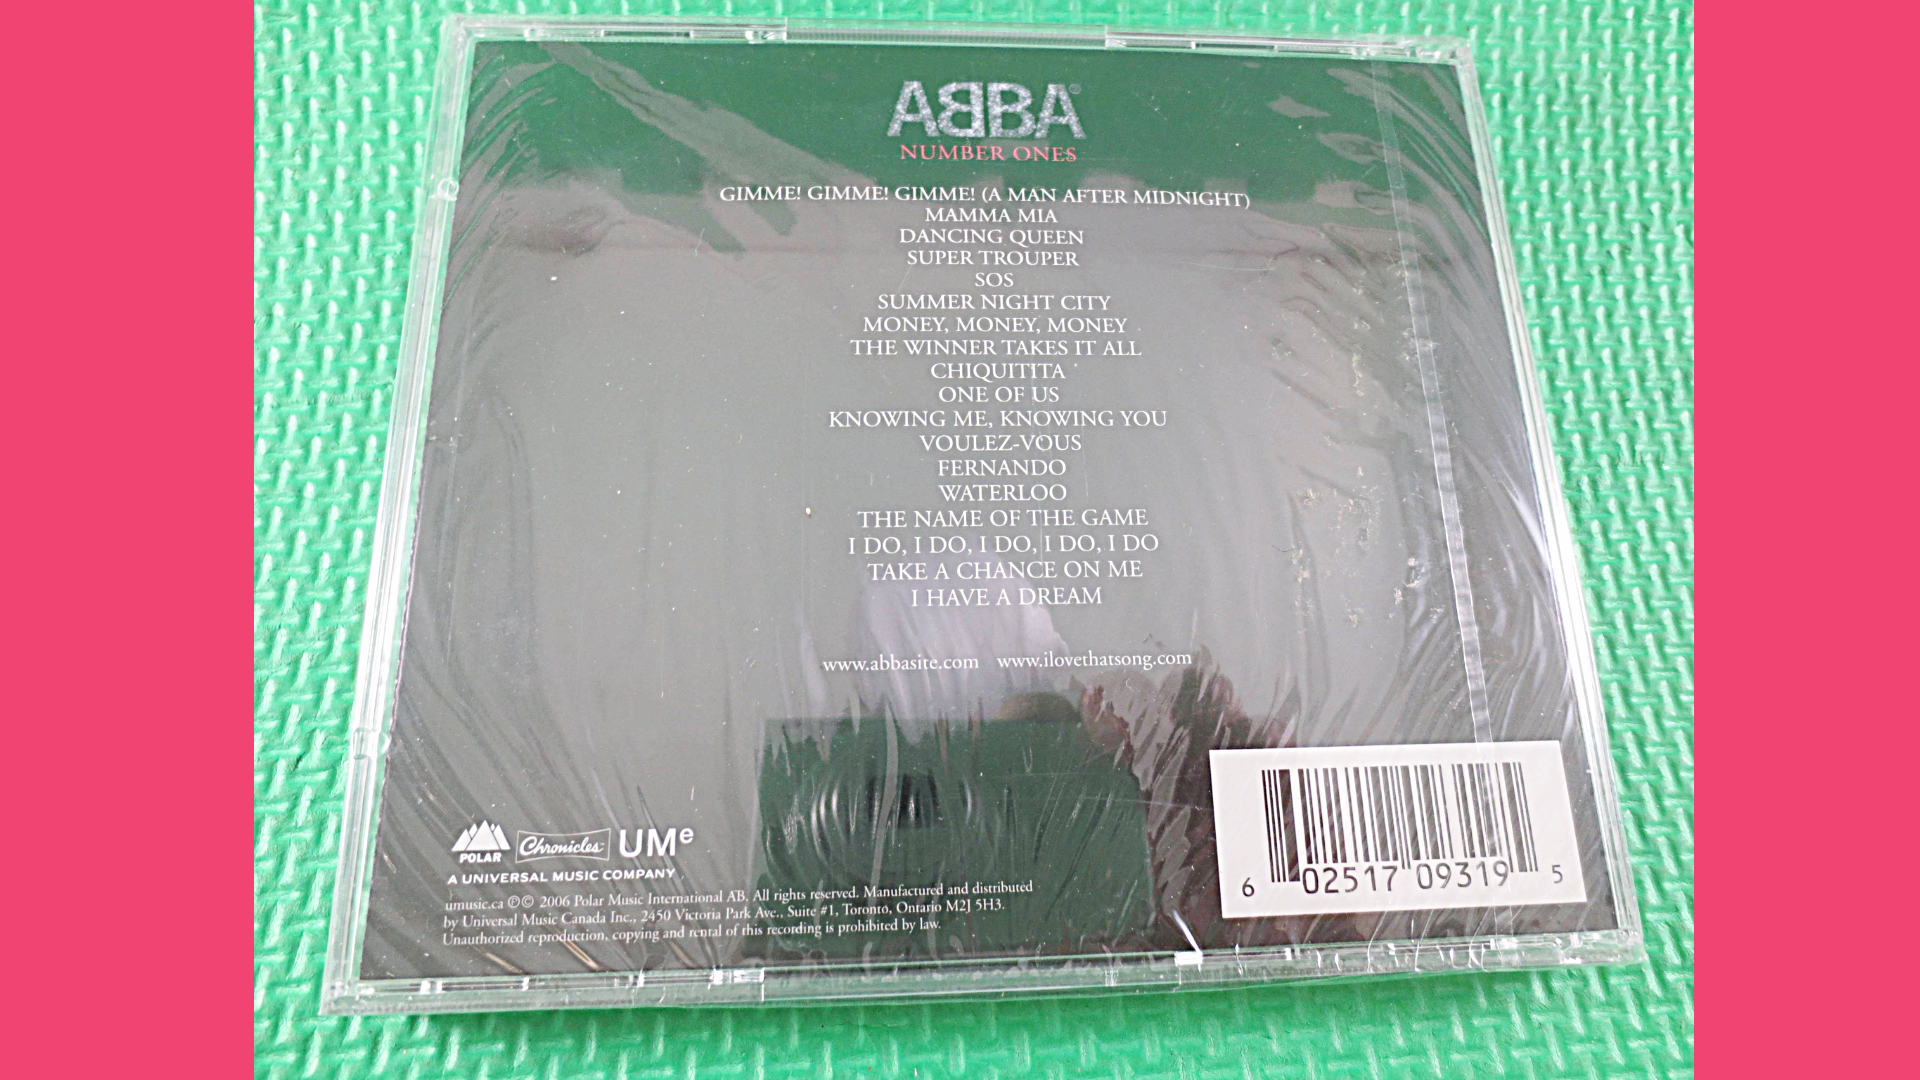 ABBA®
NUMBER ONES
GIMME! GIMME! GIMME! (A MAN AFTER MIDNIGHT)
MAMMA MIA
DANCING QUEEN
SUPER TROUPER
SOS
SUMMER NIGHT CITY
MONEY, MONEY, MONEY
THE WINNER TAKES IT ALL
CHIQUITITA
ONE OF US
KNOWING ME, KNOWING YOU
VOULEZ-VOUS
FERNANDO
WATERLOO
THE NAME OF THE GAME
I DO, I DO, I DO, I DO, I DO
TAKE A CHANCE ON ME
I HAVE A DREAM
www.abbasite.com www.ilovethatsong.com
POLAR Chronicles UMe
A UNIVERSAL MUSIC COMPANY
umusic.ca ℗© 2006 Polar Music International AB. All rights reserved. Manufactured and distributed
by Universal Music Canada Inc., 2450 Victoria Park Ave., Suite #1, Toronto, Ontario M2J 5H3.
Unauthorized reproduction, copying and rental of this recording is prohibited by law.
6 02517 09319 5